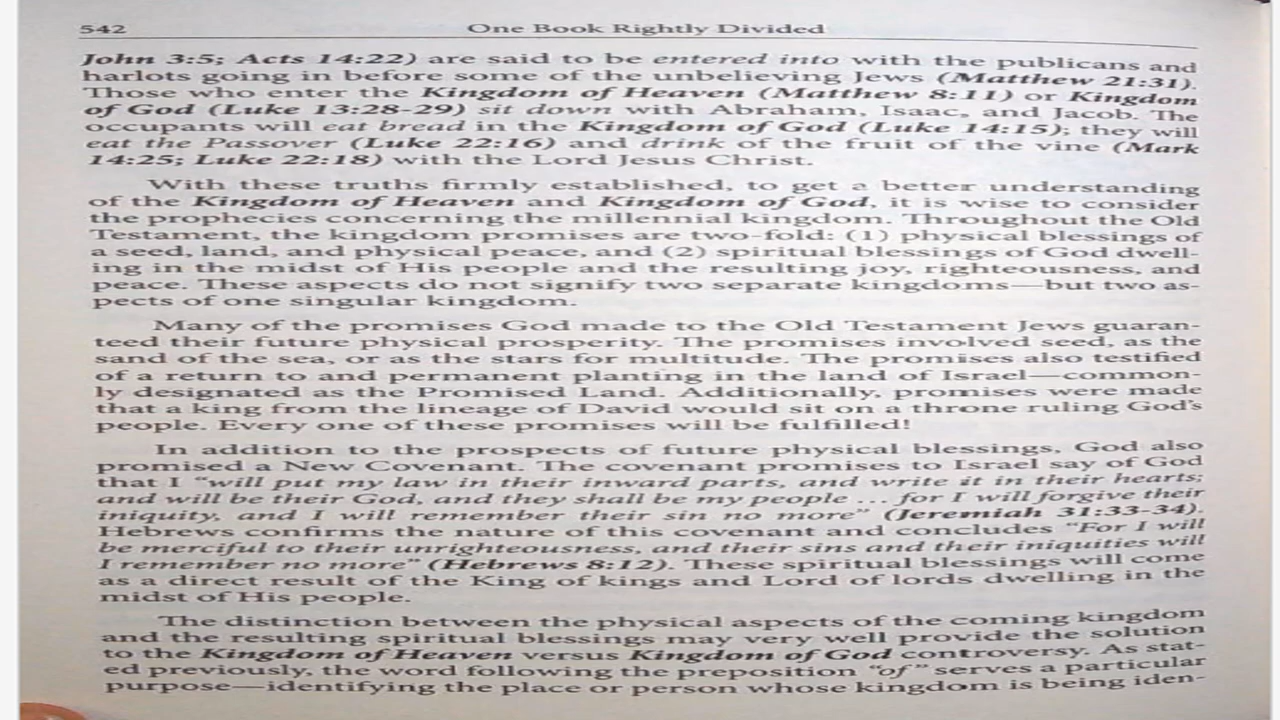 542 One Book Rightly Divided
John 3:5; Acts 14:22) are said to be entered into with the publicans and
harlots going in before some of the unbelieving Jews (Matthew 21:31).
Those who enter the Kingdom of Heaven (Matthew 8:11) or Kingdom
of God (Luke 13:28-29) sit down with Abraham, Isaac, and Jacob. The
occupants will eat bread in the Kingdom of God (Luke 14:15); they will
eat the Passover (Luke 22:16) and drink of the fruit of the vine (Mark
14:25; Luke 22:18) with the Lord Jesus Christ.
With these truths firmly established, to get a better understanding
of the Kingdom of Heaven and Kingdom of God, it is wise to consider
the prophecies concerning the millennial kingdom. Throughout the Old
Testament, the kingdom promises are two-fold: (1) physical blessings of
a seed, land, and physical peace, and (2) spiritual blessings of God dwell-
ing in the midst of His people and the resulting joy, righteousness, and
peace. These aspects do not signify two separate kingdoms—but two as-
pects of one singular kingdom.
Many of the promises God made to the Old Testament Jews guaran-
teed their future physical prosperity. The promises involved seed, as the
sand of the sea, or as the stars for multitude. The promises also testified
of a return to and permanent planting in the land of Israel—common-
ly designated as the Promised Land. Additionally, promises were made
that a king from the lineage of David would sit on a throne ruling God's
people. Every one of these promises will be fulfilled!
In addition to the prospects of future physical blessings, God also
promised a New Covenant. The covenant promises to Israel say of God
that I "will put my law in their inward parts, and write it in their hearts;
and will be their God, and they shall be my people ... for I will forgive their
iniquity, and I will remember their sin no more" (Jeremiah 31:33-34).
Hebrews confirms the nature of this covenant and concludes "For I will
be merciful to their unrighteousness, and their sins and their iniquities will
I remember no more" (Hebrews 8:12). These spiritual blessings will come
as a direct result of the King of kings and Lord of lords dwelling in the
midst of His people.
The distinction between the physical aspects of the coming kingdom
and the resulting spiritual blessings may very well provide the solution
to the Kingdom of Heaven versus Kingdom of God controversy. As stat-
ed previously, the word following the preposition "of" serves a particular
purpose—identifying the place or person whose kingdom is being iden-